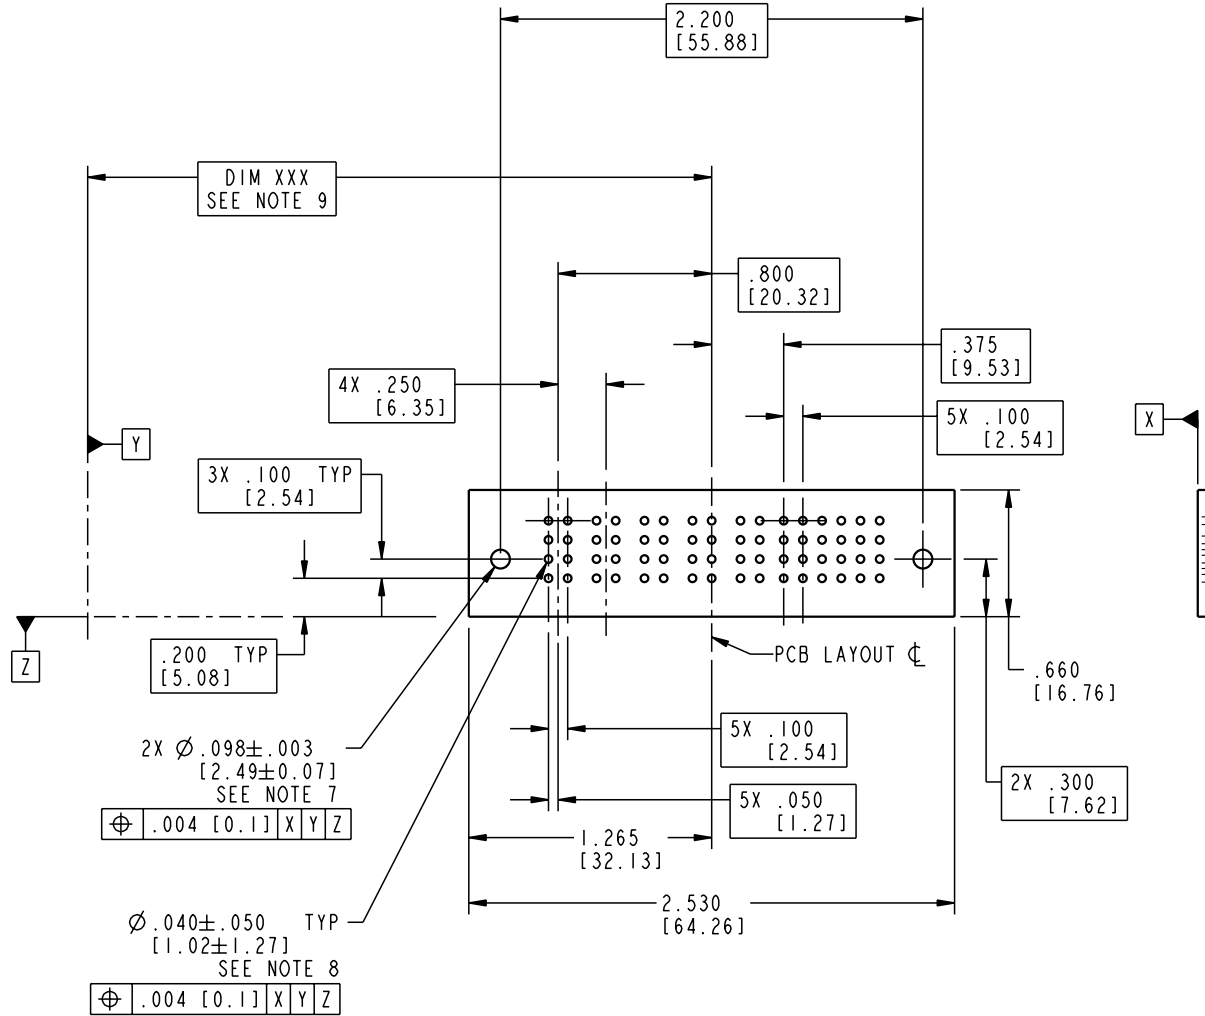 2.200
[55.88]
DIM XXX
SEE NOTE 9
.800
[20.32]
.375
[9.53]
4X .250
[6.35]
5X .100
[2.54]
X
Y
3X .100 TYP
[2.54]
Z
.200 TYP
[5.08]
PCB LAYOUT ℄
.660
[16.76]
5X .100
[2.54]
2X ⌀.098±.003
[2.49±0.07]
SEE NOTE 7
⌖ .004 [0.1] X Y Z
2X .300
[7.62]
5X .050
[1.27]
1.265
[32.13]
2.530
[64.26]
⌀.040±.050 TYP
[1.02±1.27]
SEE NOTE 8
⌖ .004 [0.1] X Y Z